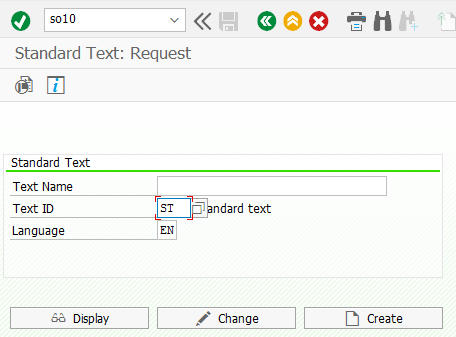 so10
Standard Text: Request
Standard Text
Text Name
Text ID ST andard text
Language EN
Display Change Create